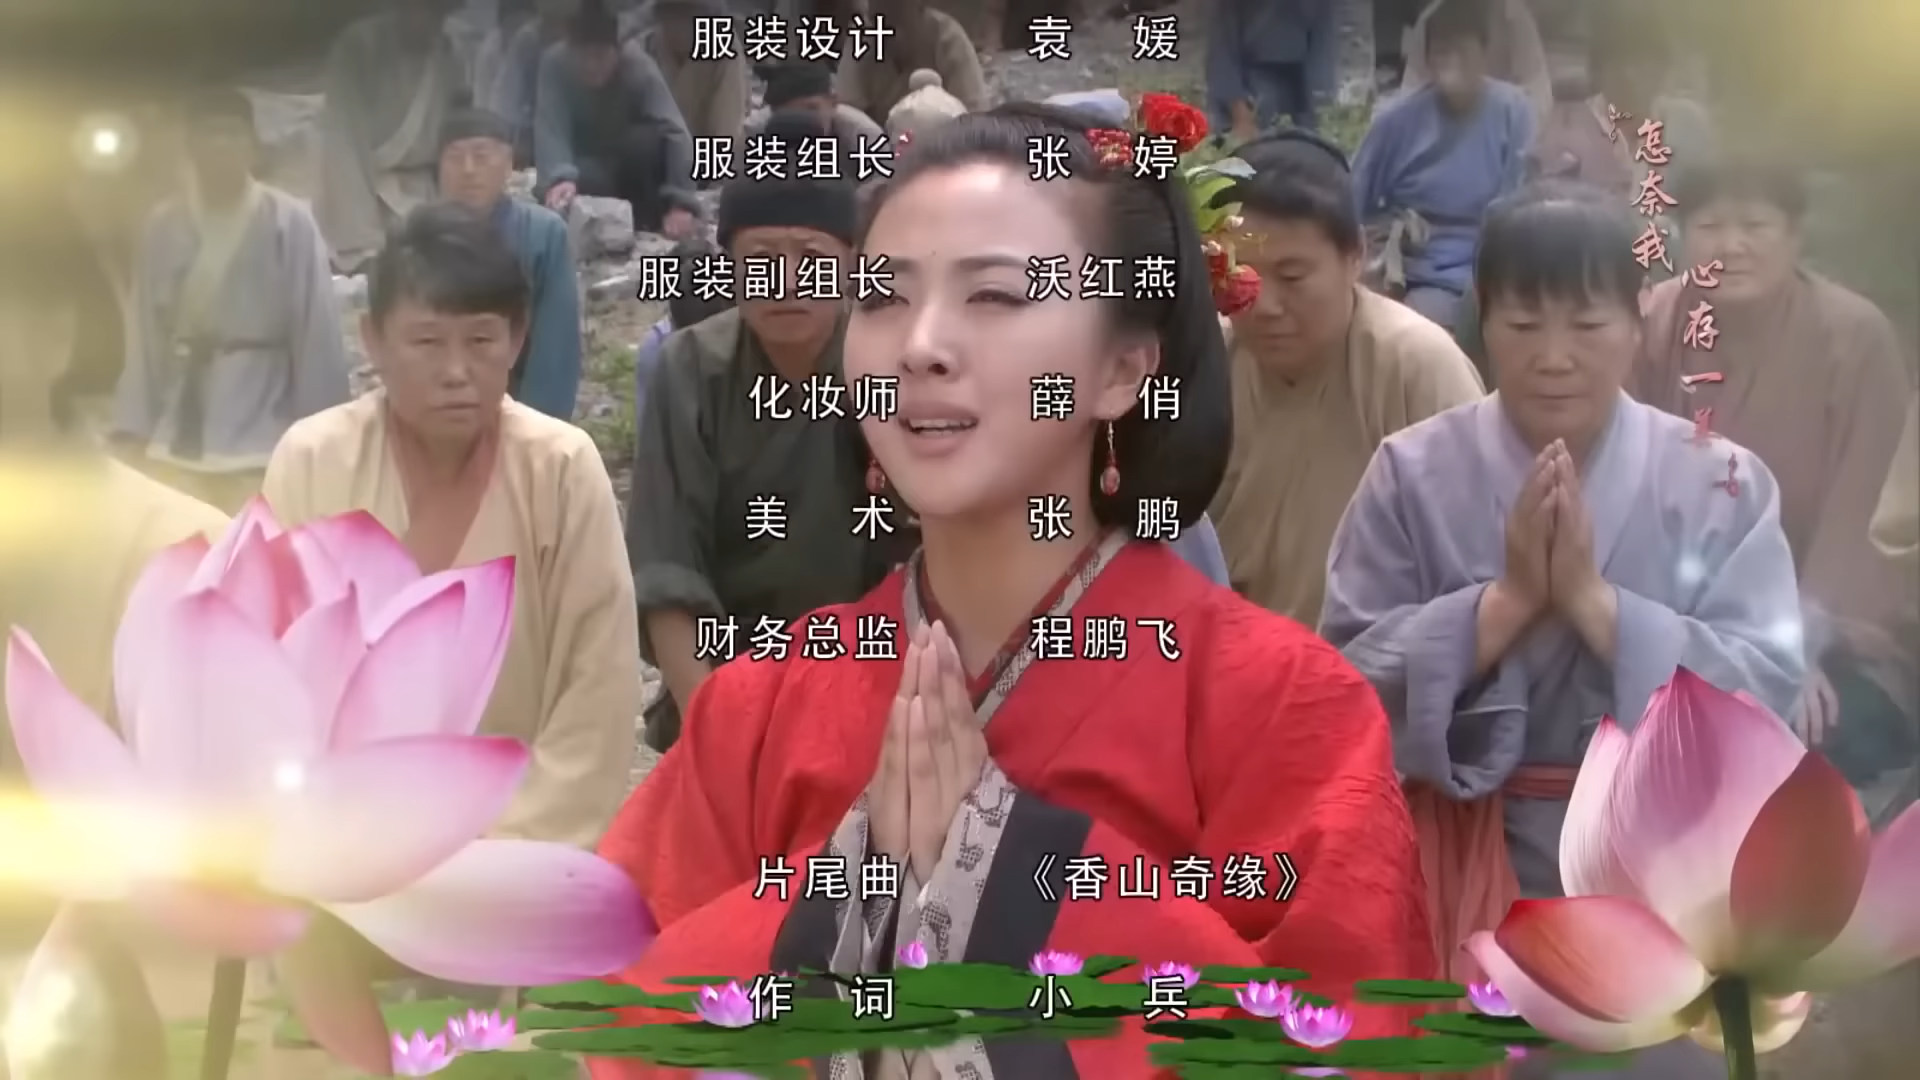 服装设计 袁媛
服装组长 张婷
服装副组长 沃红燕
化妆师 薛俏
美术 张鹏
财务总监 程鹏飞
片尾曲 《香山奇缘》
作词 小兵
怎奈我
心存一